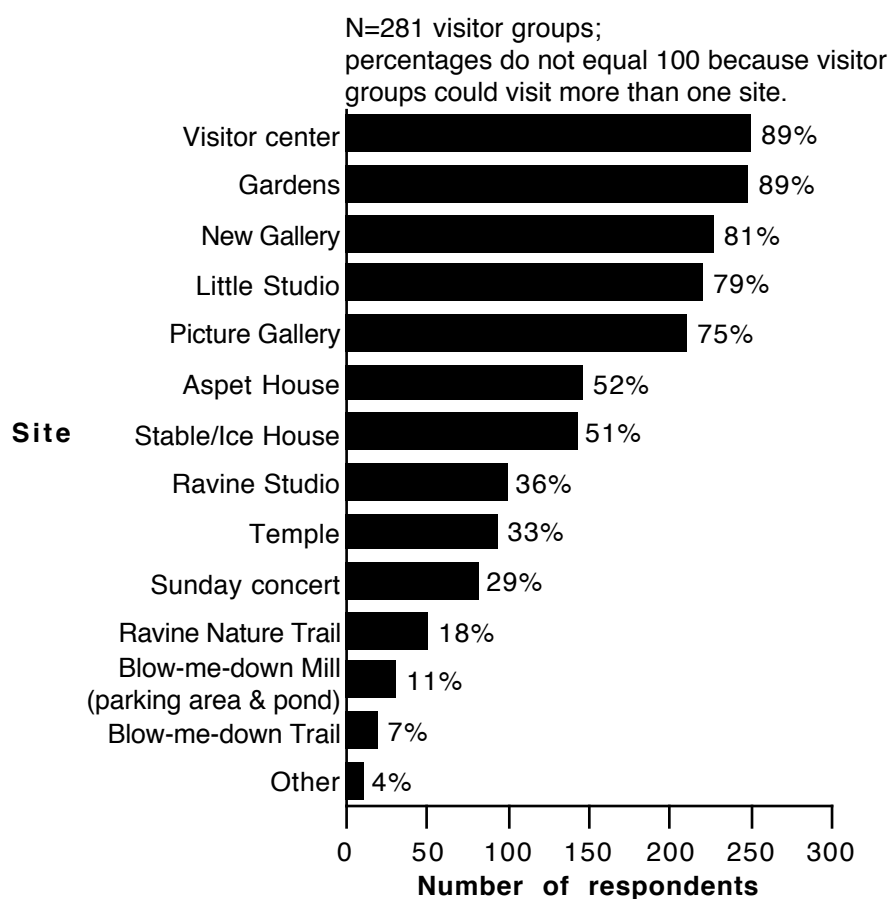 N=281 visitor groups;
percentages do not equal 100 because visitor
groups could visit more than one site.
Visitor center 89%
Gardens 89%
New Gallery 81%
Little Studio 79%
Picture Gallery 75%
Aspet House 52%
Site
Stable/Ice House 51%
Ravine Studio 36%
Temple 33%
Sunday concert 29%
Ravine Nature Trail 18%
Blow-me-down Mill 11%
(parking area & pond)
Blow-me-down Trail 7%
Other 4%
0 50 100 150 200 250 300
Number of respondents